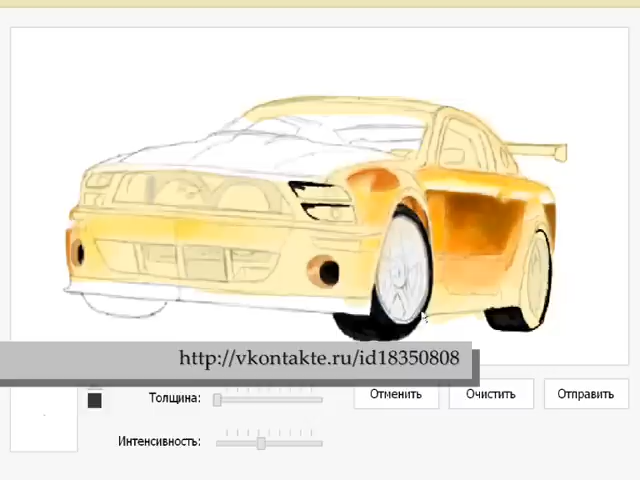 http://vkontakte.ru/id18350808
Толщина:
Отменить
Очистить
Отправить
Интенсивность: